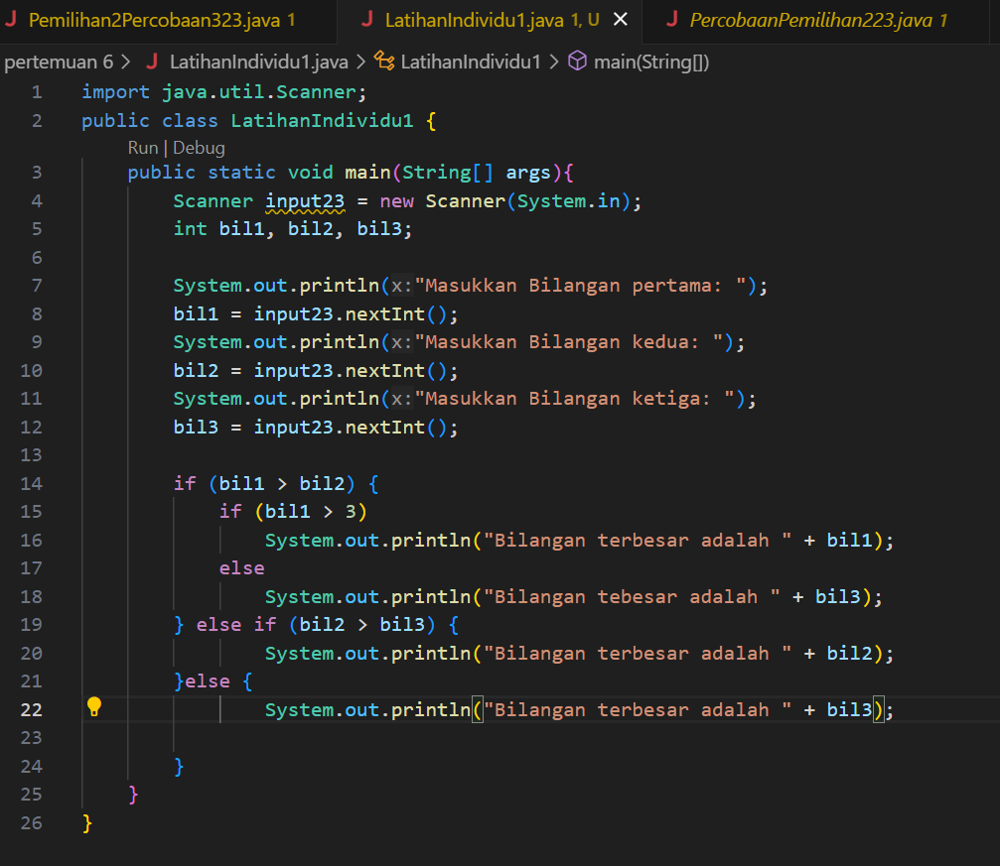 J Pemilihan2Percobaan323.java 1 J LatihanIndividu1.java 1, U × J PercobaanPemilihan223.java 1
pertemuan 6 > J LatihanIndividu1.java > LatihanIndividu1 > main(String[])
1 import java.util.Scanner;
2 public class LatihanIndividu1 {
Run | Debug
3 public static void main(String[] args){
4 Scanner input23 = new Scanner(System.in);
5 int bil1, bil2, bil3;
6
7 System.out.println(x:"Masukkan Bilangan pertama: ");
8 bil1 = input23.nextInt();
9 System.out.println(x:"Masukkan Bilangan kedua: ");
10 bil2 = input23.nextInt();
11 System.out.println(x:"Masukkan Bilangan ketiga: ");
12 bil3 = input23.nextInt();
13
14 if (bil1 > bil2) {
15 if (bil1 > 3)
16 System.out.println("Bilangan terbesar adalah " + bil1);
17 else
18 System.out.println("Bilangan tebesar adalah " + bil3);
19 } else if (bil2 > bil3) {
20 System.out.println("Bilangan terbesar adalah " + bil2);
21 }else {
22 System.out.println("Bilangan terbesar adalah " + bil3);
23
24 }
25 }
26 }